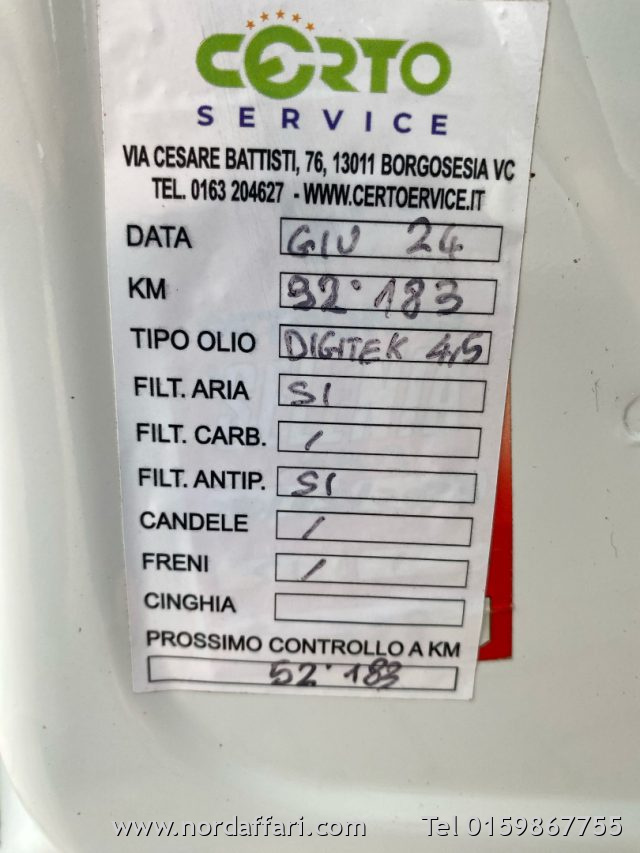 CERTO
SERVICE
VIA CESARE BATTISTI, 76, 13011 BORGOSESIA VC
TEL. 0163 204627 - WWW.CERTOERVICE.IT
DATA GIU 24
KM 32'183
TIPO OLIO DIGITEK 4,5
FILT. ARIA SI
FILT. CARB. /
FILT. ANTIP. SI
CANDELE /
FRENI /
CINGHIA
PROSSIMO CONTROLLO A KM
52'183
www.nordaffari.com Tel 0159867755